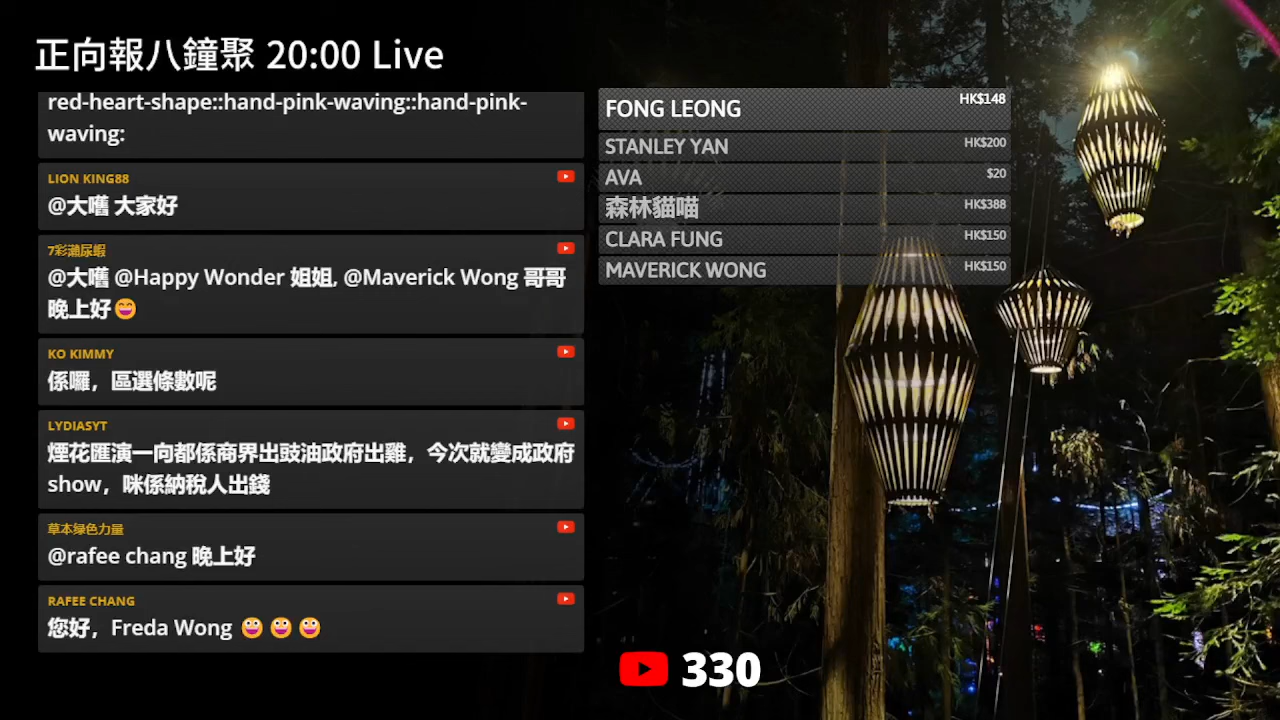 正向報八鐘聚 20:00 Live
red-heart-shape::hand-pink-waving::hand-pink-
waving:
LION KING88
@大嚿 大家好
7彩瀨尿蝦
@大嚿 @Happy Wonder 姐姐, @Maverick Wong 哥哥
晚上好😄
KO KIMMY
係囉，區選條數呢
LYDIASYT
煙花匯演一向都係商界出豉油政府出雞，今次就變成政府
show，咪係納稅人出錢
草本绿色力量
@rafee chang 晚上好
RAFEE CHANG
您好，Freda Wong
FONG LEONG HK$148
STANLEY YAN HK$200
AVA $20
森林貓喵 HK$388
CLARA FUNG HK$150
MAVERICK WONG HK$150
330